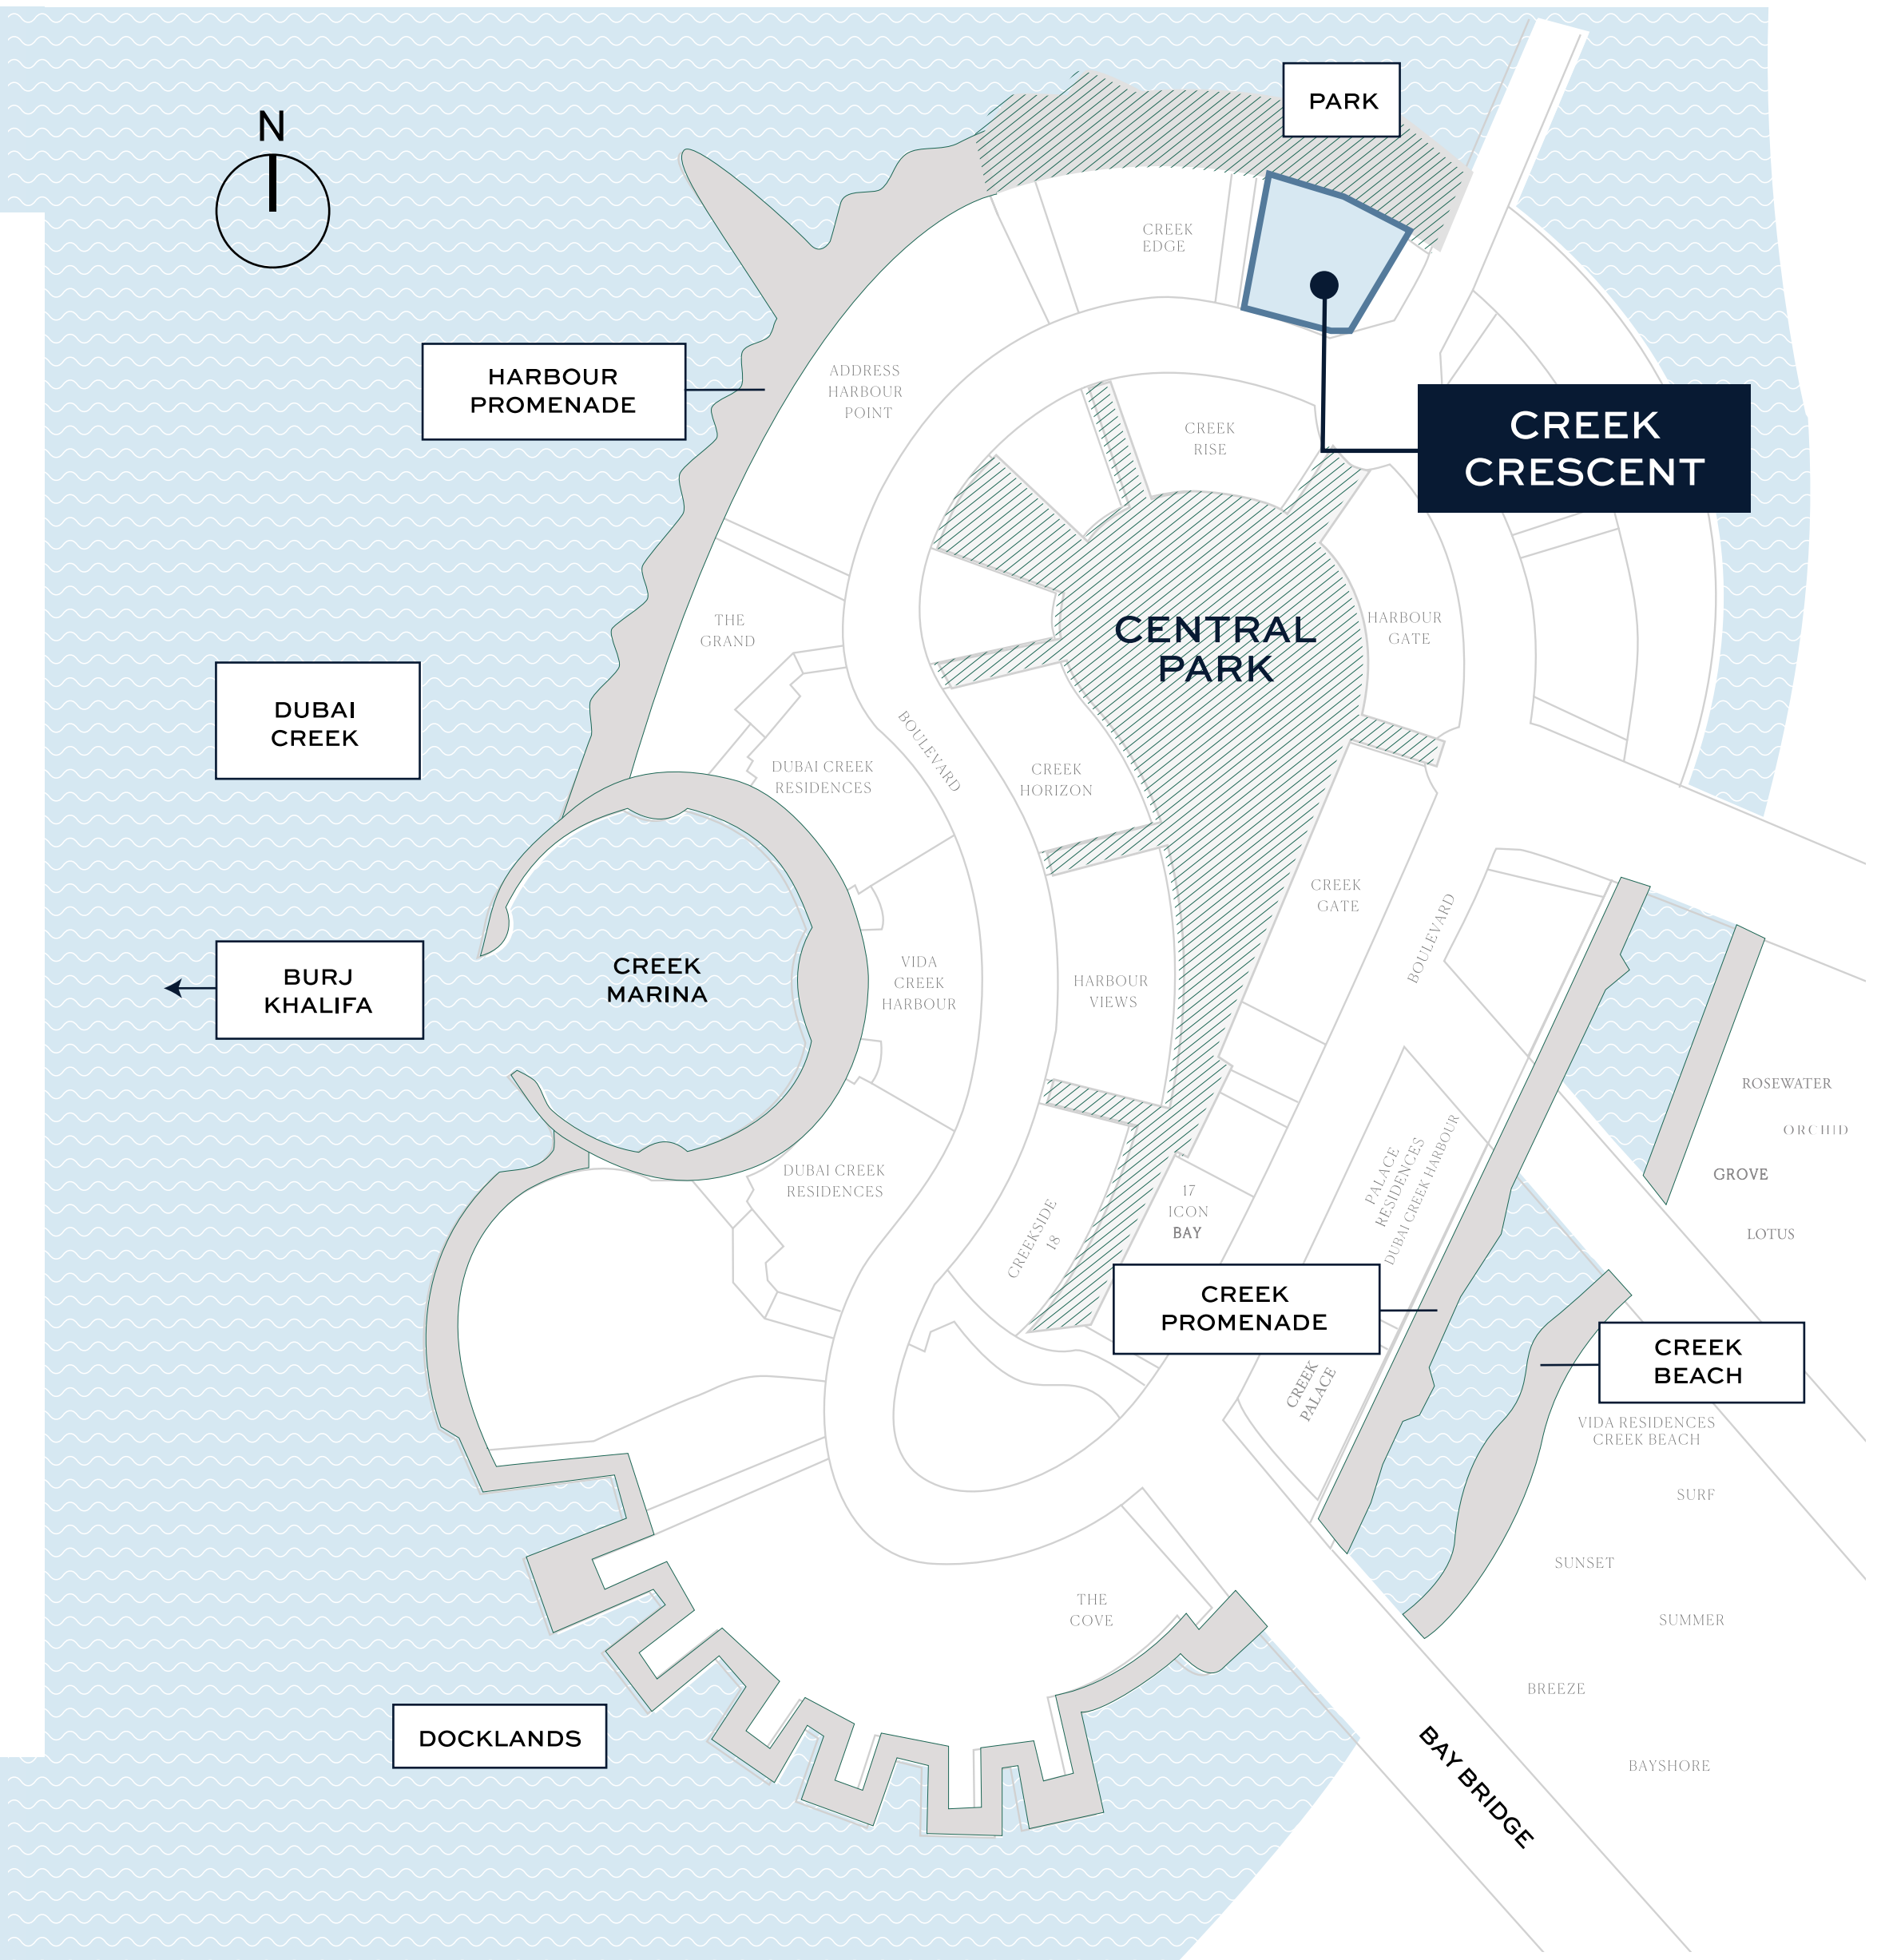 N
PARK
CREEK
EDGE
HARBOUR
PROMENADE
ADDRESS
HARBOUR
POINT
CREEK
RISE
CREEK
CRESCENT
THE
GRAND
CENTRAL
PARK
HARBOUR
GATE
DUBAI
CREEK
BOULEVARD
DUBAI CREEK
RESIDENCES
CREEK
HORIZON
CREEK
GATE
BOULEVARD
BURJ
KHALIFA
CREEK
MARINA
VIDA
CREEK
HARBOUR
HARBOUR
VIEWS
ROSEWATER
ORCHID
GROVE
LOTUS
DUBAI CREEK
RESIDENCES
CREEKSIDE
18
17
ICON
BAY
PALACE
RESIDENCES
DUBAI CREEK HARBOUR
CREEK
PROMENADE
CREEK
BEACH
CREEK
PALACE
VIDA RESIDENCES
CREEK BEACH
SURF
SUNSET
THE
COVE
SUMMER
BREEZE
DOCKLANDS
BAY BRIDGE
BAYSHORE